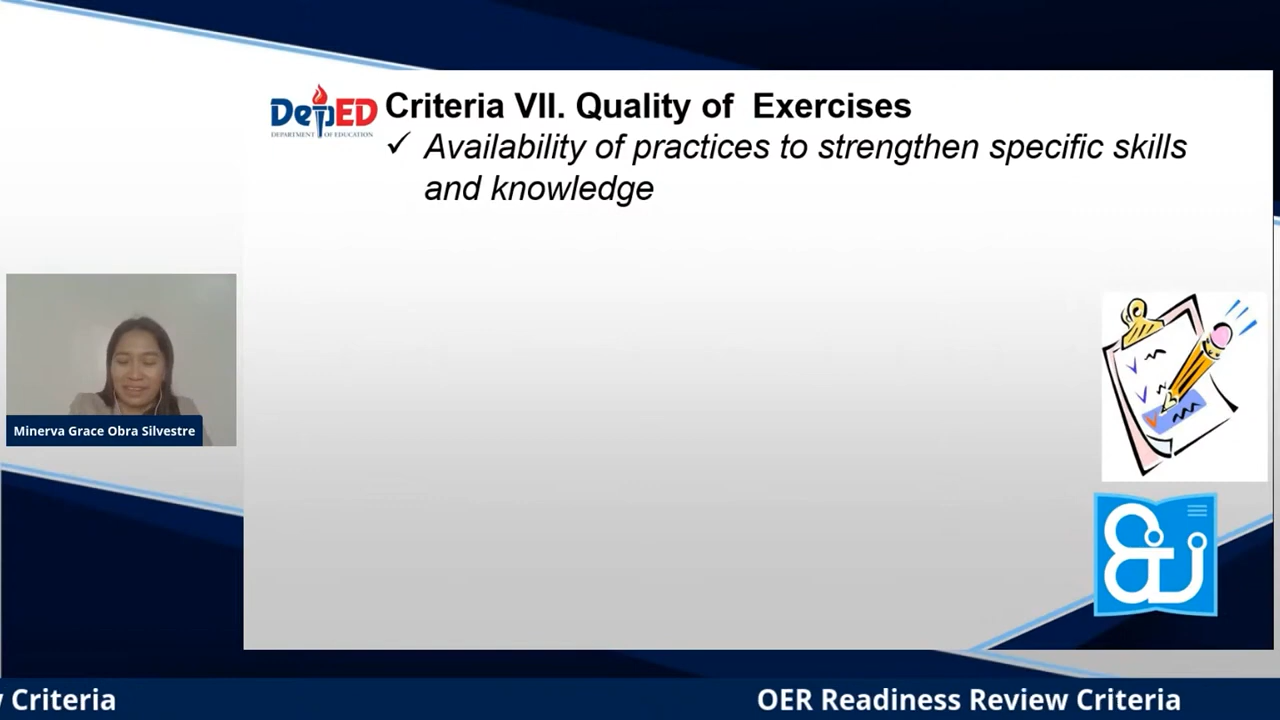 DepED
DEPARTMENT OF EDUCATION
Criteria VII. Quality of  Exercises
✓ Availability of practices to strengthen specific skills
and knowledge
Minerva Grace Obra Silvestre
Criteria
OER Readiness Review Criteria